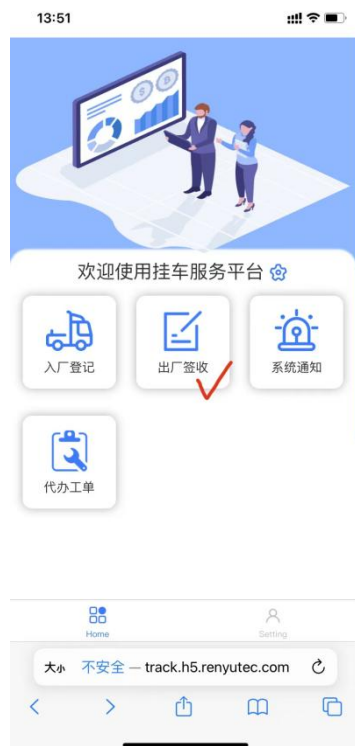 13:51
欢迎使用挂车服务平台
入厂登记
出厂签收
系统通知
代办工单
Home
Setting
大小 不安全 — track.h5.renyutec.com